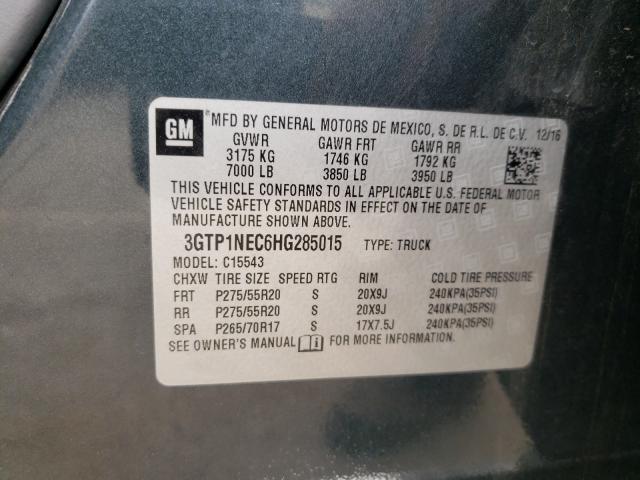 GM MFD BY GENERAL MOTORS DE MEXICO, S. DE R.L. DE C.V. 12/16
GVWR GAWR FRT GAWR RR
3175 KG 1746 KG 1792 KG
7000 LB 3850 LB 3950 LB
THIS VEHICLE CONFORMS TO ALL APPLICABLE U.S. FEDERAL MOTOR
VEHICLE SAFETY STANDARDS IN EFFECT ON THE DATE OF
MANUFACTURE SHOWN ABOVE.
3GTP1NEC6HG285015 TYPE: TRUCK
MODEL: C15543
CHXW TIRE SIZE SPEED RTG RIM COLD TIRE PRESSURE
FRT P275/55R20 S 20X9J 240KPA(35PSI)
RR P275/55R20 S 20X9J 240KPA(35PSI)
SPA P265/70R17 S 17X7.5J 240KPA(35PSI)
SEE OWNER'S MANUAL i FOR MORE INFORMATION.